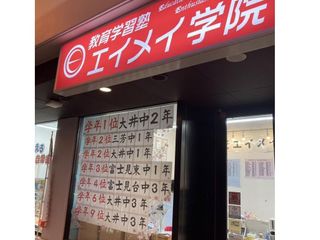 教育学習塾
エイメイ学院
学年1位大井中2年
学年2位三芳中1年
学年2位大井中1年
学年3位富士見東中1年
学年4位富士見台中3年
学年6位大井中3年
学年9位大井中3年
エイメイ